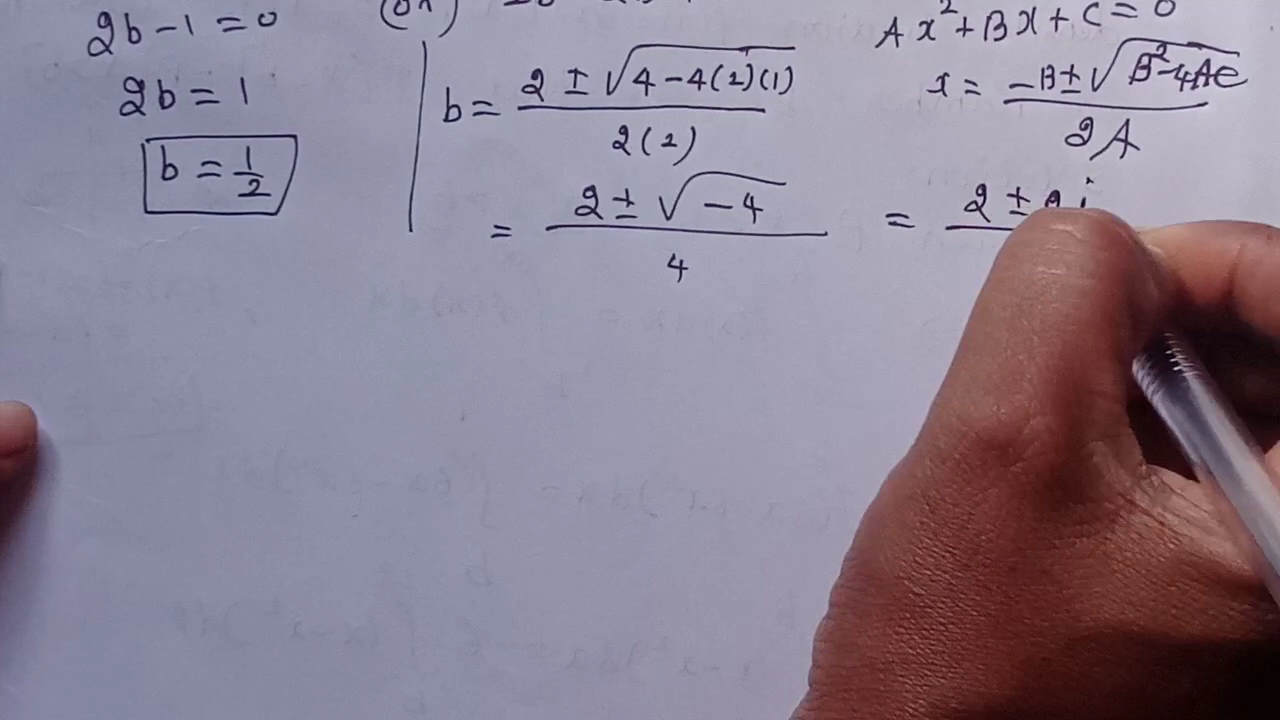 2b - 1 = 0
2b = 1
b = 1/2
b = (2 ± √(4 - 4(2)(1))) / 2(2)
= (2 ± √-4) / 4
= 2 ± 2i
Ax² + Bx + C = 0
x = (-B ± √(B² - 4AC)) / 2A